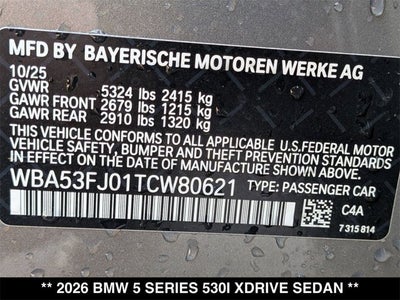 MFD BY BAYERISCHE MOTOREN WERKE AG
10/25
GVWR 5324 lbs 2415 kg
GAWR FRONT 2679 lbs 1215 kg
GAWR REAR 2910 lbs 1320 kg
THIS VEHICLE CONFORMS TO ALL APPLICABLE U.S.FEDERAL MOTOR
VEHICLE SAFETY, BUMPER AND THEFT PREVENTION STANDARDS IN
EFFECT ON THE DATE OF MANUFACTURE SHOWN ABOVE.
WBA53FJ01TCW80621 TYPE: PASSENGER CAR
C4A
7 315 814
** 2026 BMW 5 SERIES 530I XDRIVE SEDAN **